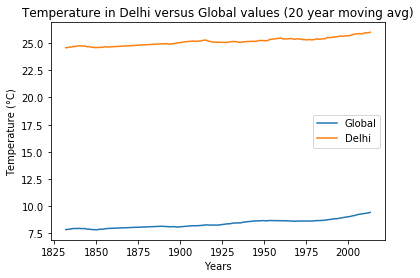 Temperature in Delhi versus Global values (20 year moving avg)
Temperature (°C)
25.0
22.5
20.0
17.5
15.0
12.5
10.0
7.5
Global
Delhi
1825 1850 1875 1900 1925 1950 1975 2000
Years